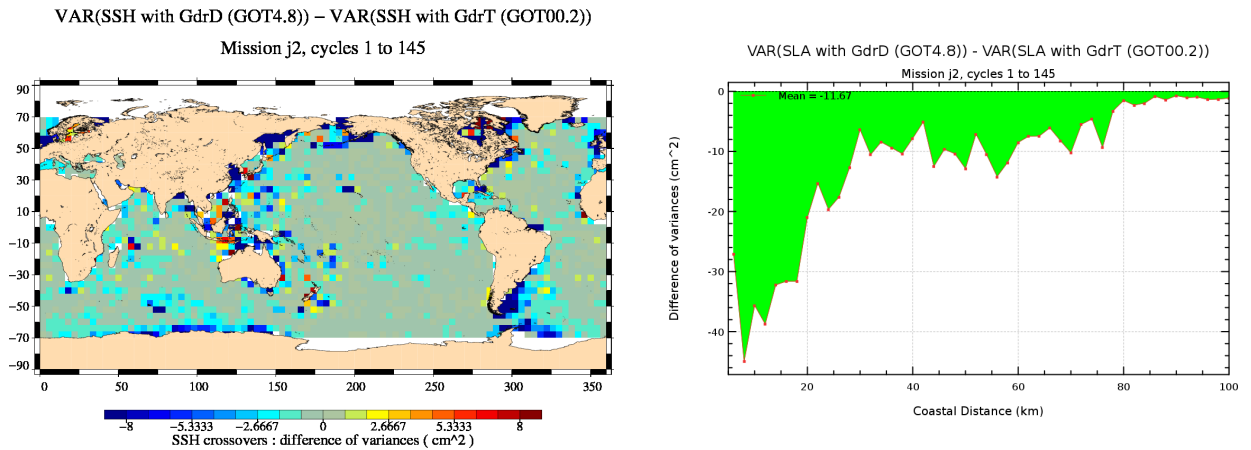 VAR(SSH with GdrD (GOT4.8)) − VAR(SSH with GdrT (GOT00.2))
Mission j2, cycles 1 to 145
90
70
50
30
10
−10
−30
−50
−70
−90
0 50 100 150 200 250 300 350
−8 −5.3333 −2.6667 0 2.6667 5.3333 8
SSH crossovers : difference of variances ( cm^2 )
VAR(SLA with GdrD (GOT4.8)) - VAR(SLA with GdrT (GOT00.2))
Mission j2, cycles 1 to 145
Mean = -11.67
Difference of variances (cm^2)
0
-10
-20
-30
-40
20 40 60 80 100
Coastal Distance (km)